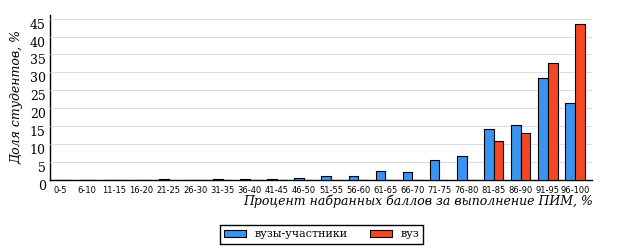 45
40
35
30
25
20
15
10
5
0
Доля студентов, %
0-5 6-10 11-15 16-20 21-25 26-30 31-35 36-40 41-45 46-50 51-55 56-60 61-65 66-70 71-75 76-80 81-85 86-90 91-95 96-100
Процент набранных баллов за выполнение ПИМ, %
вузы-участники вуз